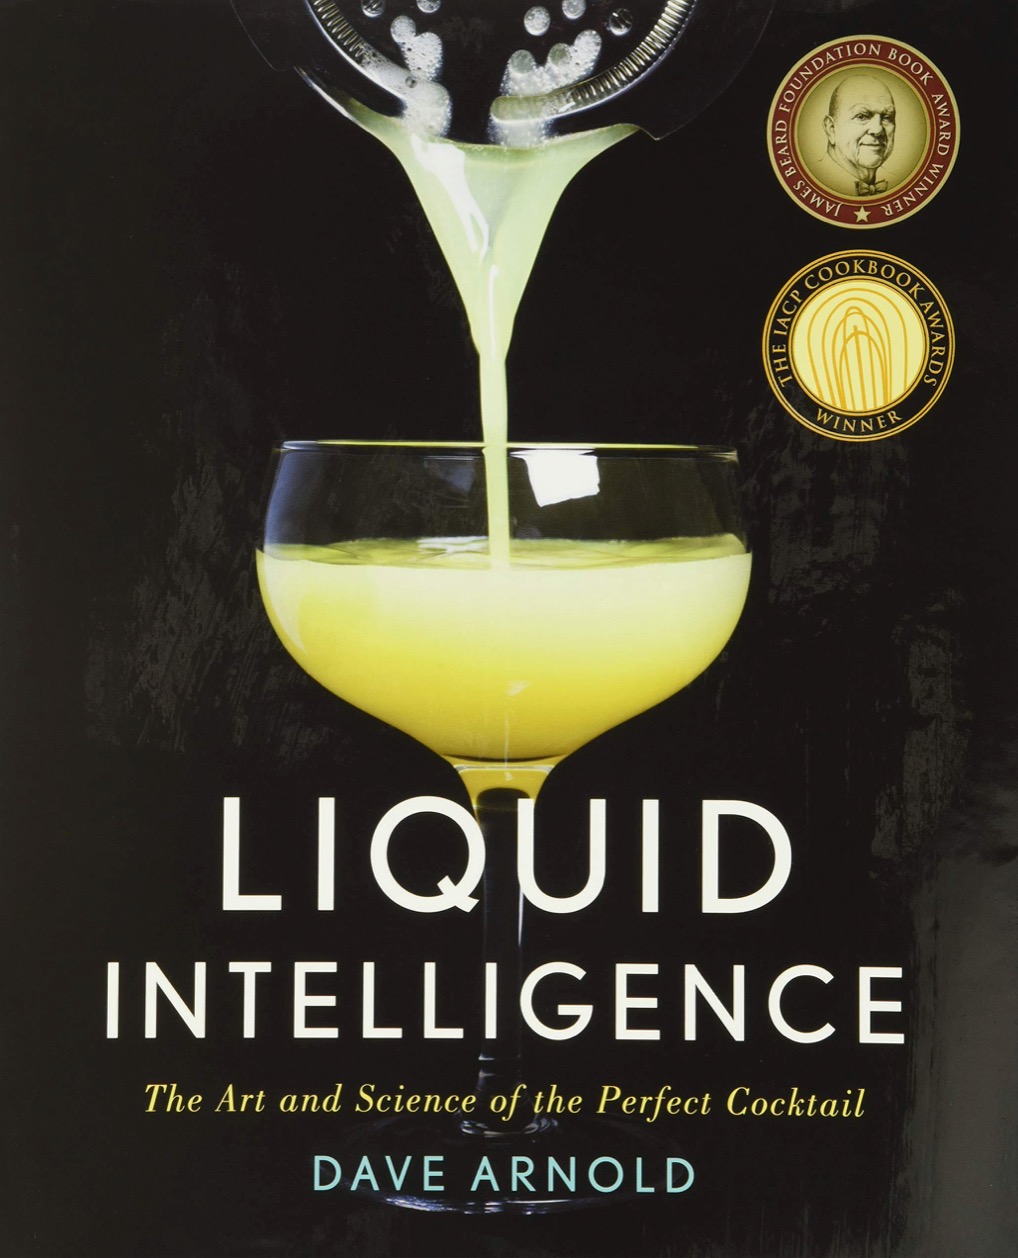 JAMES BEARD FOUNDATION BOOK AWARD WINNER
THE IACP COOKBOOK AWARDS
WINNER
LIQUID
INTELLIGENCE
The Art and Science of the Perfect Cocktail
DAVE ARNOLD